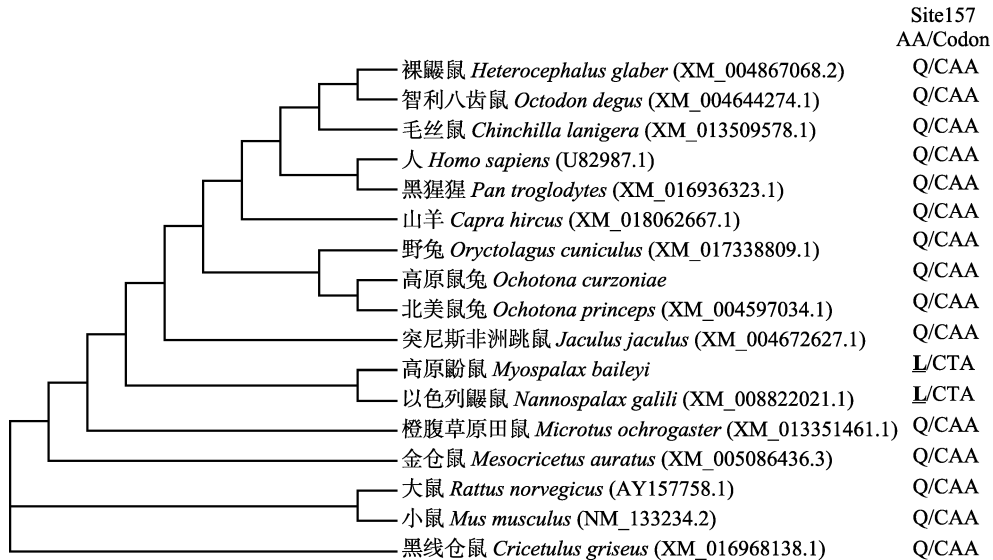 Site157
AA/Codon
裸鼹鼠 Heterocephalus glaber (XM_004867068.2) Q/CAA
智利八齿鼠 Octodon degus (XM_004644274.1) Q/CAA
毛丝鼠 Chinchilla lanigera (XM_013509578.1) Q/CAA
人 Homo sapiens (U82987.1) Q/CAA
黑猩猩 Pan troglodytes (XM_016936323.1) Q/CAA
山羊 Capra hircus (XM_018062667.1) Q/CAA
野兔 Oryctolagus cuniculus (XM_017338809.1) Q/CAA
高原鼠兔 Ochotona curzoniae Q/CAA
北美鼠兔 Ochotona princeps (XM_004597034.1) Q/CAA
突尼斯非洲跳鼠 Jaculus jaculus (XM_004672627.1) Q/CAA
高原鼢鼠 Myospalax baileyi L/CTA
以色列鼹鼠 Nannospalax galili (XM_008822021.1) L/CTA
橙腹草原田鼠 Microtus ochrogaster (XM_013351461.1) Q/CAA
金仓鼠 Mesocricetus auratus (XM_005086436.3) Q/CAA
大鼠 Rattus norvegicus (AY157758.1) Q/CAA
小鼠 Mus musculus (NM_133234.2) Q/CAA
黑线仓鼠 Cricetulus griseus (XM_016968138.1) Q/CAA